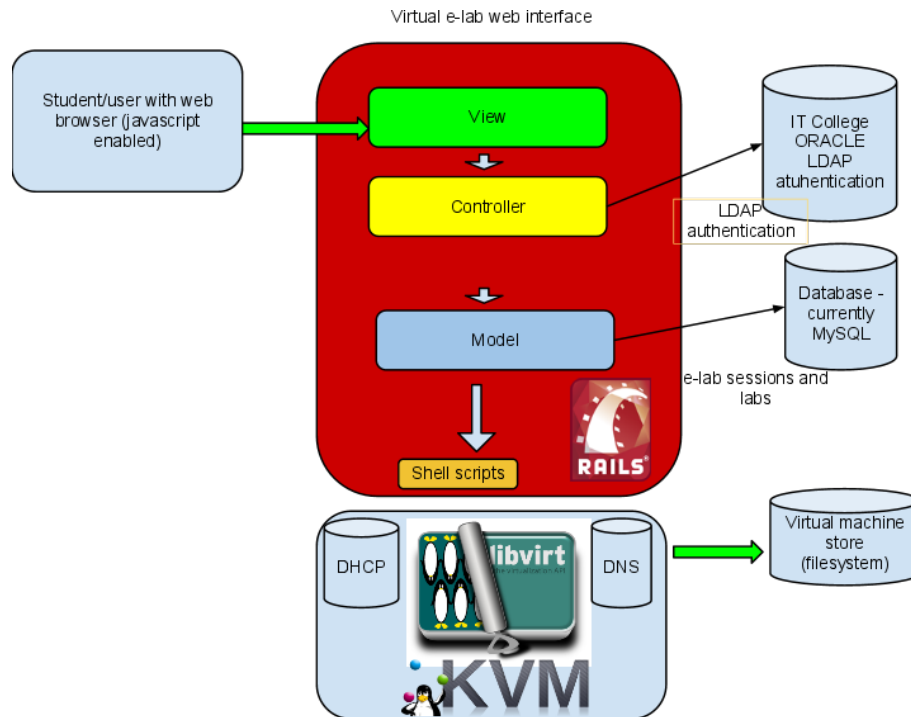 Virtual e-lab web interface
Student/user with web
browser (javascript
enabled)
View
Controller
Model
Shell scripts
RAILS®
IT College
ORACLE
LDAP
atuhentication
LDAP
authentication
Database -
currently
MySQL
e-lab sessions and
labs
DHCP
libvirt
DNS
Virtual machine
store
(filesystem)
KVM